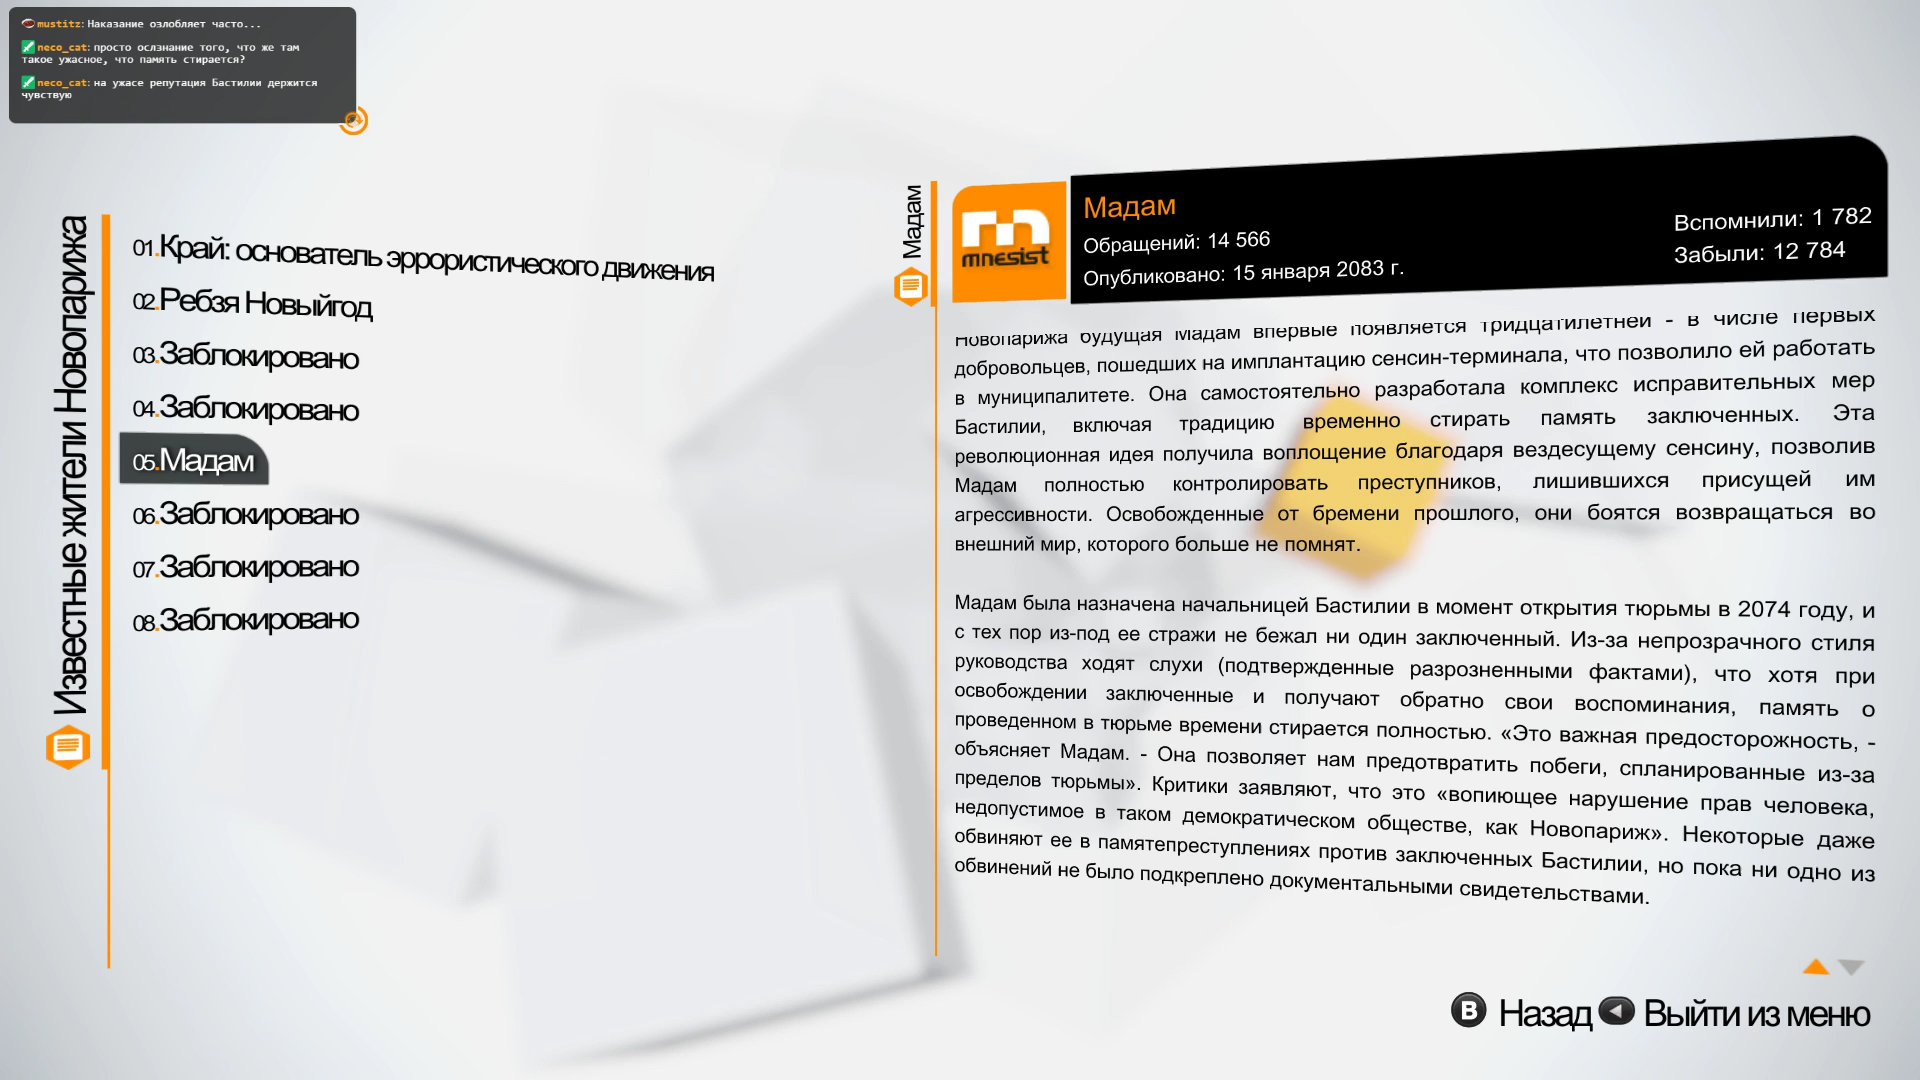 mustitz: Наказание озлобляет часто...
neco_cat: просто ослзнание того, что же там
такое ужасное, что память стирается?
neco_cat: на ужасе репутация Бастилии держится
чувствую
Известные жители Новопарижа
01.Край: основатель эррористического движения
02.Ребзя Новыйгод
03.Заблокировано
04.Заблокировано
05.Мадам
06.Заблокировано
07.Заблокировано
08.Заблокировано
Мадам
mnesist
Мадам
Обращений: 14 566
Опубликовано: 15 января 2083 г.
Вспомнили: 1 782
Забыли: 12 784
Новопарижа будущая Мадам впервые появляется тридцатилетней - в числе первых
добровольцев, пошедших на имплантацию сенсин-терминала, что позволило ей работать
в муниципалитете. Она самостоятельно разработала комплекс исправительных мер
Бастилии, включая традицию временно стирать память заключенных. Эта
революционная идея получила воплощение благодаря вездесущему сенсину, позволив
Мадам полностью контролировать преступников, лишившихся присущей им
агрессивности. Освобожденные от бремени прошлого, они боятся возвращаться во
внешний мир, которого больше не помнят.
Мадам была назначена начальницей Бастилии в момент открытия тюрьмы в 2074 году, и
с тех пор из-под ее стражи не бежал ни один заключенный. Из-за непрозрачного стиля
руководства ходят слухи (подтвержденные разрозненными фактами), что хотя при
освобождении заключенные и получают обратно свои воспоминания, память о
проведенном в тюрьме времени стирается полностью. «Это важная предосторожность, -
объясняет Мадам. - Она позволяет нам предотвратить побеги, спланированные из-за
пределов тюрьмы». Критики заявляют, что это «вопиющее нарушение прав человека,
недопустимое в таком демократическом обществе, как Новопариж». Некоторые даже
обвиняют ее в памятепреступлениях против заключенных Бастилии, но пока ни одно из
обвинений не было подкреплено документальными свидетельствами.
B Назад Выйти из меню